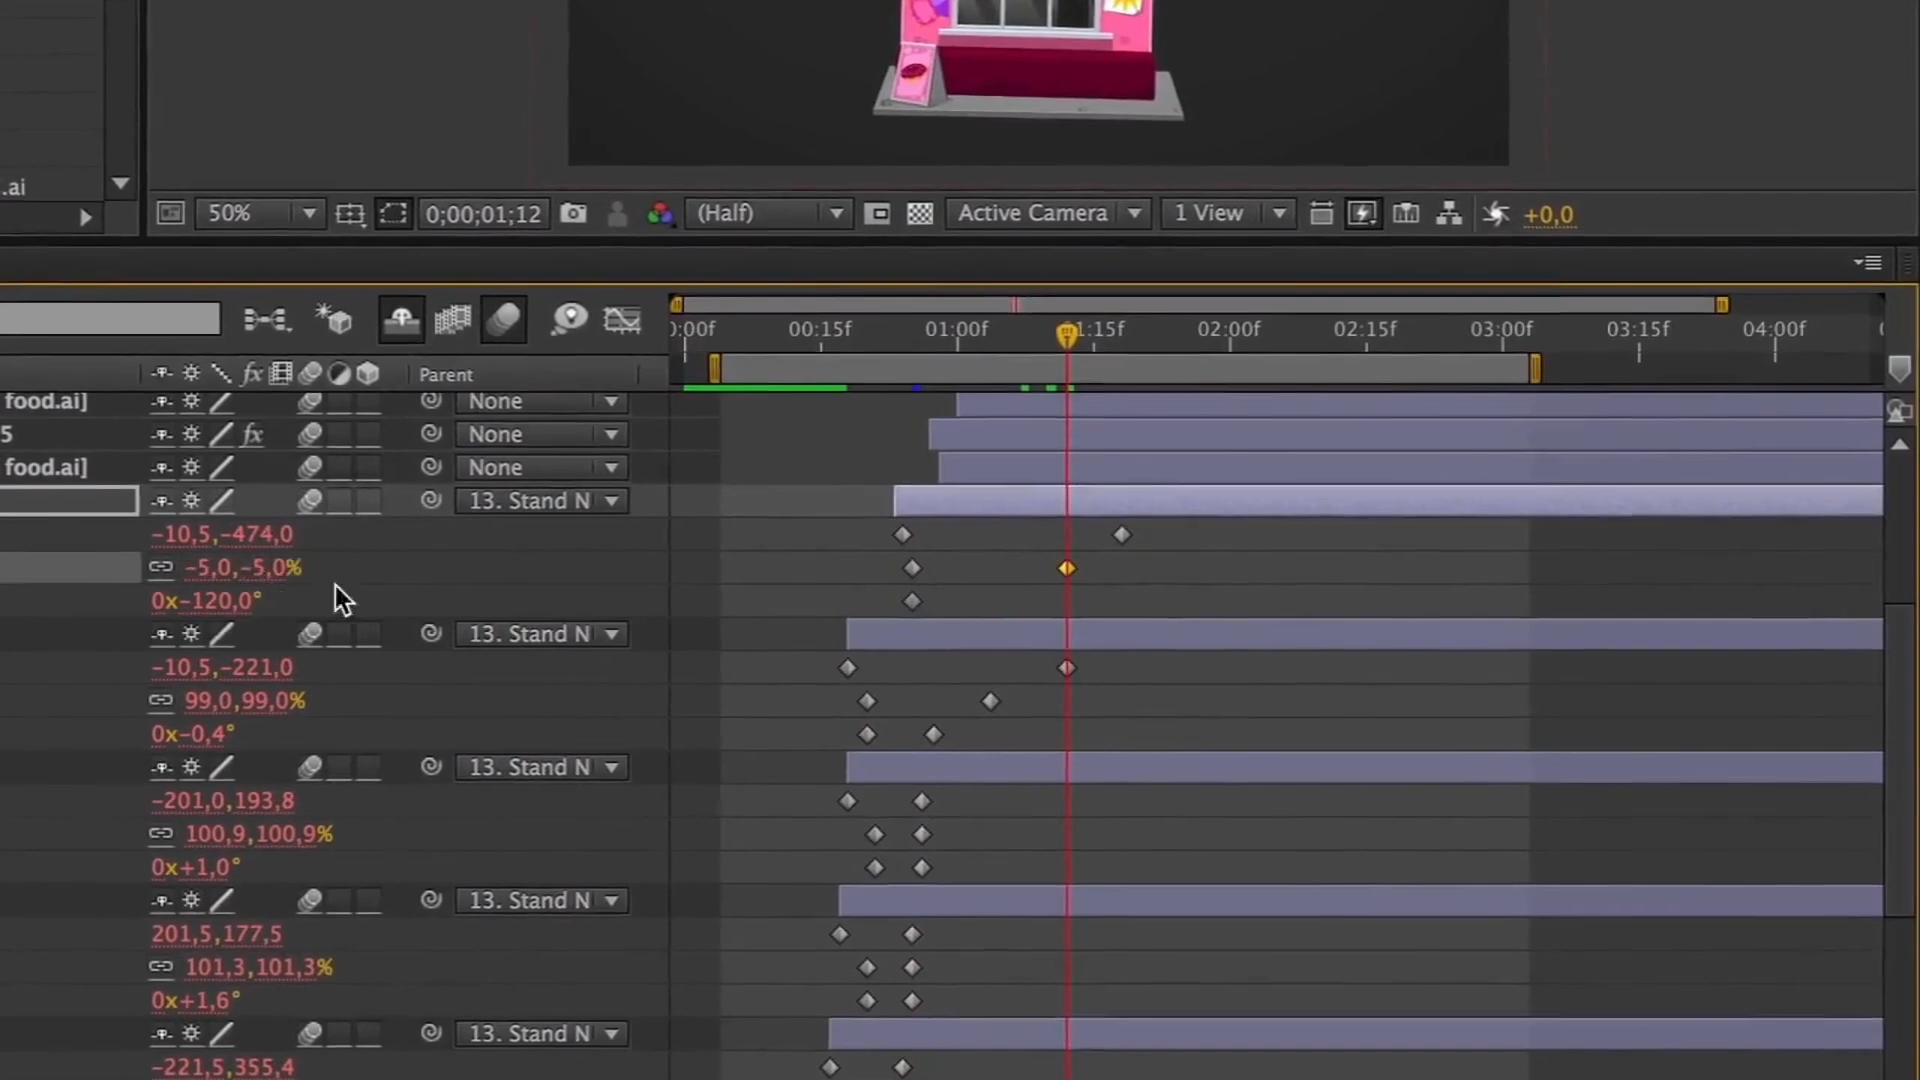 .ai
50%
0;00;01;12
(Half)
Active Camera
1 View
+0,0
0:00f 00:15f 01:00f 1:15f 02:00f 02:15f 03:00f 03:15f 04:00f
fx
Parent
food.ai]
None
5
fx
None
food.ai]
None
13. Stand N
-10,5,-474,0
-5,0,-5,0%
0x-120,0°
13. Stand N
-10,5,-221,0
99,0,99,0%
0x-0,4°
13. Stand N
-201,0,193,8
100,9,100,9%
0x+1,0°
13. Stand N
201,5,177,5
101,3,101,3%
0x+1,6°
13. Stand N
-221,5,355,4